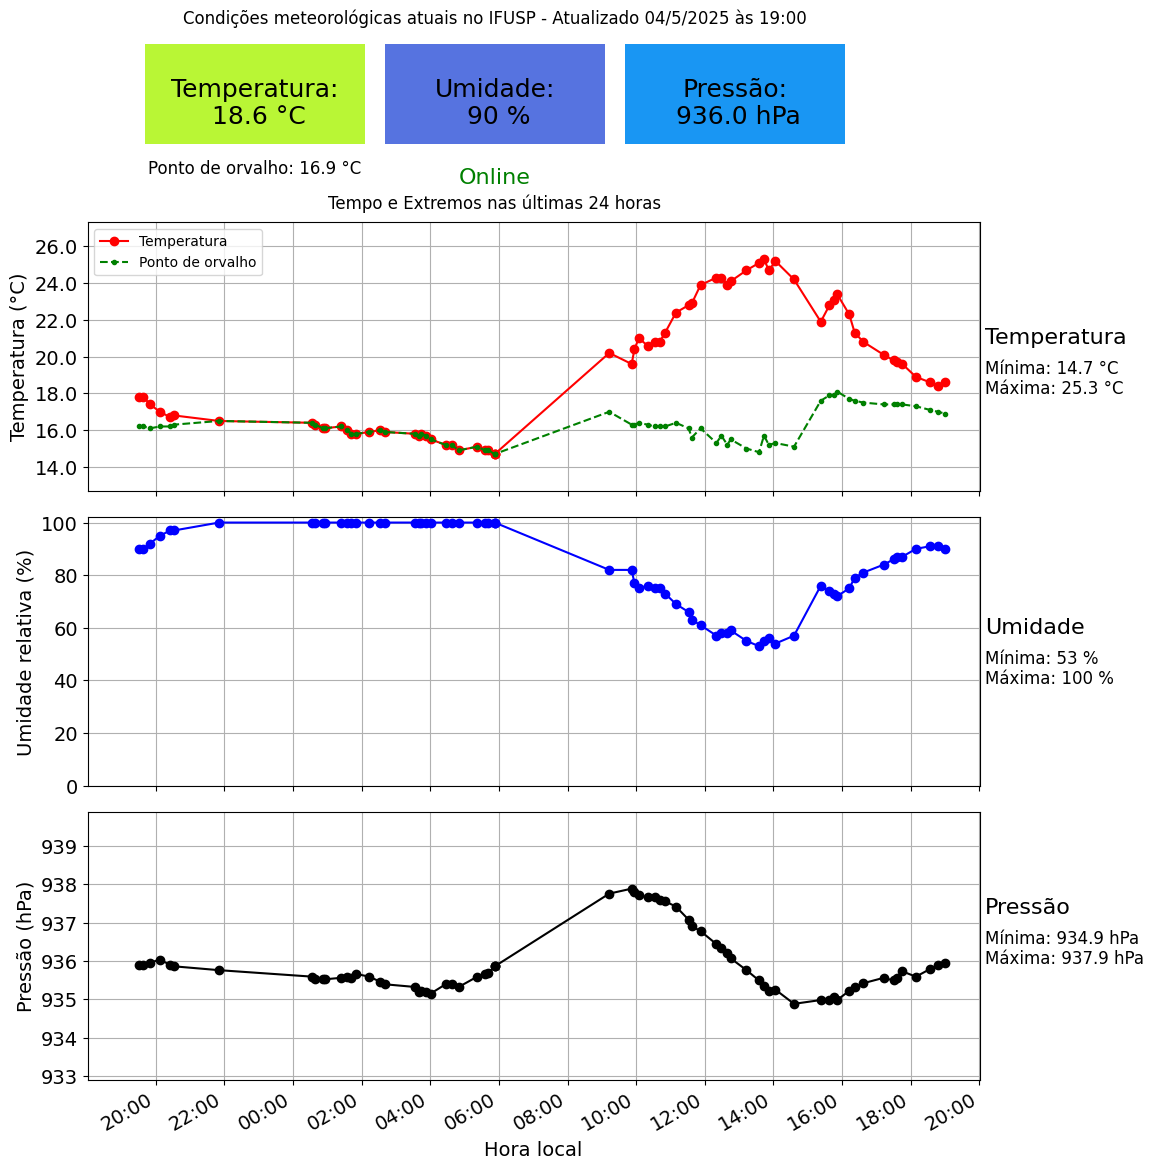 Condições meteorológicas atuais no IFUSP - Atualizado 04/5/2025 às 19:00
Temperatura:
18.6 °C
Umidade:
90 %
Pressão:
936.0 hPa
Ponto de orvalho: 16.9 °C
Online
Tempo e Extremos nas últimas 24 horas
Temperatura
Ponto de orvalho
Temperatura (°C)
26.0
24.0
22.0
20.0
18.0
16.0
14.0
Temperatura
Mínima: 14.7 °C
Máxima: 25.3 °C
Umidade relativa (%)
100
80
60
40
20
0
Umidade
Mínima: 53 %
Máxima: 100 %
Pressão (hPa)
939
938
937
936
935
934
933
Pressão
Mínima: 934.9 hPa
Máxima: 937.9 hPa
20:00 22:00 00:00 02:00 04:00 06:00 08:00 10:00 12:00 14:00 16:00 18:00 20:00
Hora local